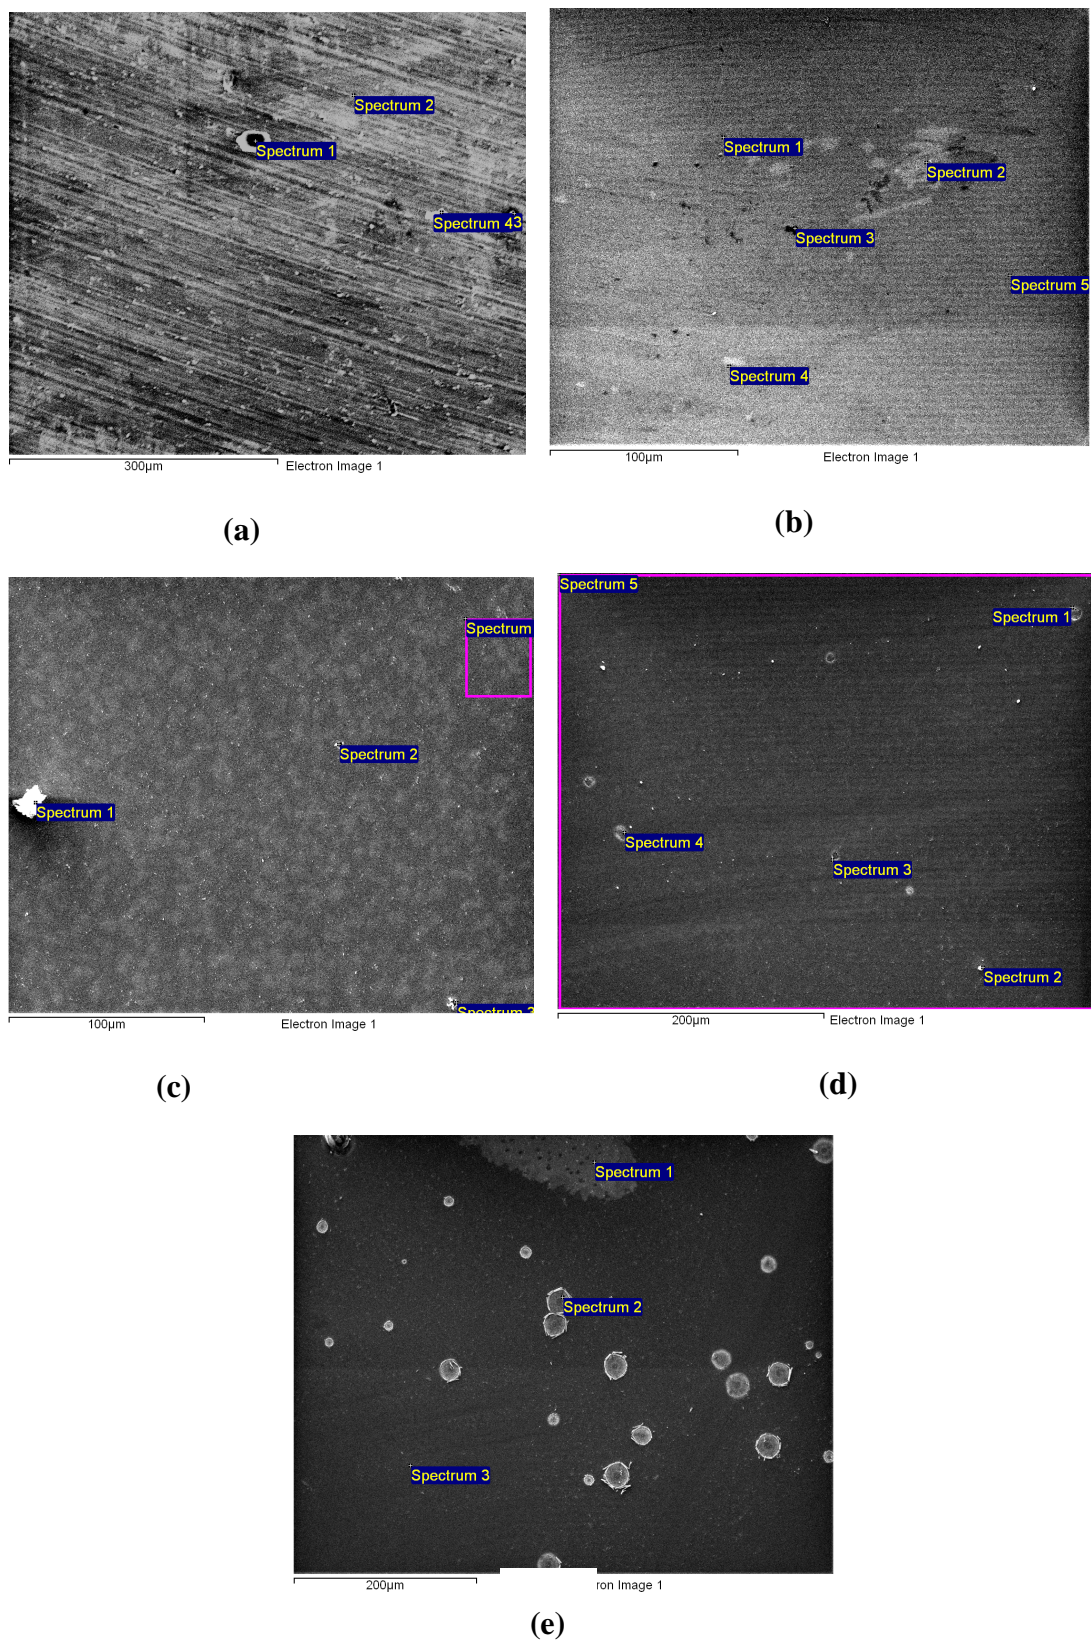 Spectrum 2
Spectrum 1
Spectrum 43
300µm
Electron Image 1
(a)
Spectrum 1
Spectrum 2
Spectrum 3
Spectrum 5
Spectrum 4
100µm
Electron Image 1
(b)
Spectrum
Spectrum 2
Spectrum 1
Spectrum 3
100µm
Electron Image 1
(c)
Spectrum 5
Spectrum 1
Spectrum 4
Spectrum 3
Spectrum 2
200µm
Electron Image 1
(d)
Spectrum 1
Spectrum 2
Spectrum 3
200µm
ron Image 1
(e)